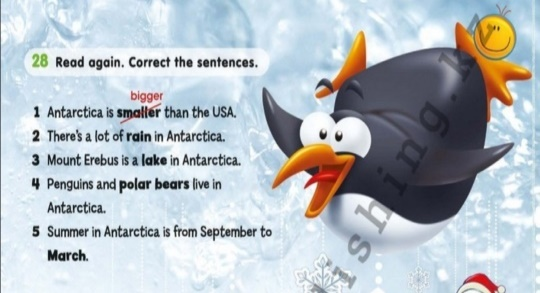 28 Read again. Correct the sentences.
bigger
1 Antarctica is smaller than the USA.
2 There's a lot of rain in Antarctica.
3 Mount Erebus is a lake in Antarctica.
4 Penguins and polar bears live in
Antarctica.
5 Summer in Antarctica is from September to
March.